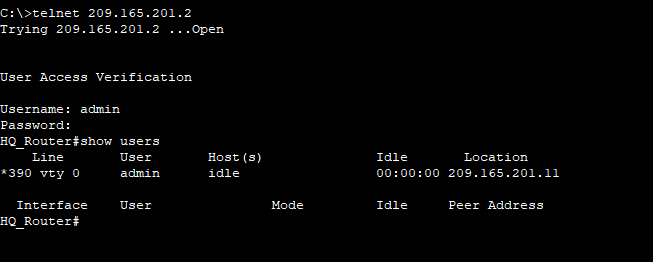 C:\>telnet 209.165.201.2
Trying 209.165.201.2 ...Open
User Access Verification
Username: admin
Password:
HQ_Router#show users
Line User Host(s) Idle Location
*390 vty 0 admin idle 00:00:00 209.165.201.11
Interface User Mode Idle Peer Address
HQ_Router#